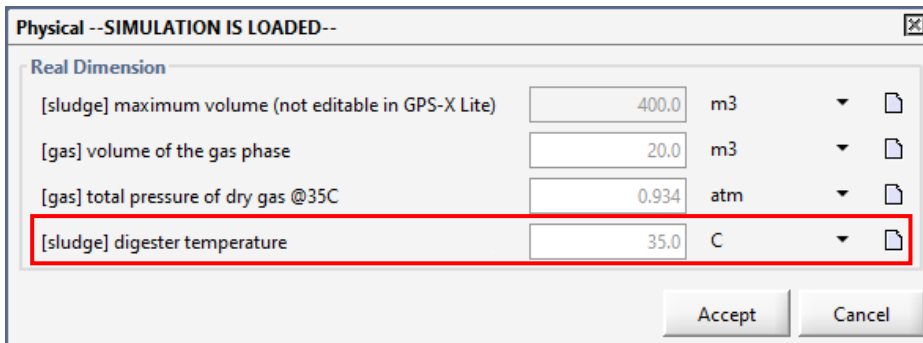 Physical --SIMULATION IS LOADED--
Real Dimension
[sludge] maximum volume (not editable in GPS-X Lite) 400.0 m3
[gas] volume of the gas phase 20.0 m3
[gas] total pressure of dry gas @35C 0.934 atm
[sludge] digester temperature 35.0 C
Accept Cancel